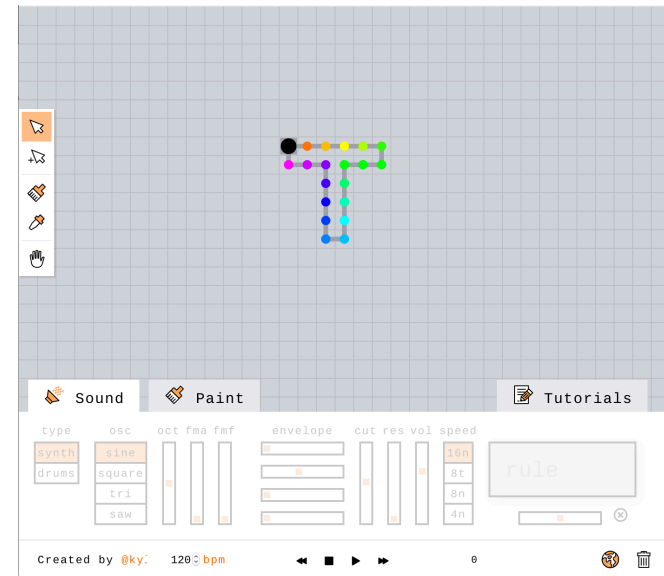 Sound
Paint
Tutorials
type
osc
oct fma fmf
envelope
cut res vol speed
synth
drums
sine
square
tri
saw
16n
8t
8n
4n
rule
Created by
120 bpm
0